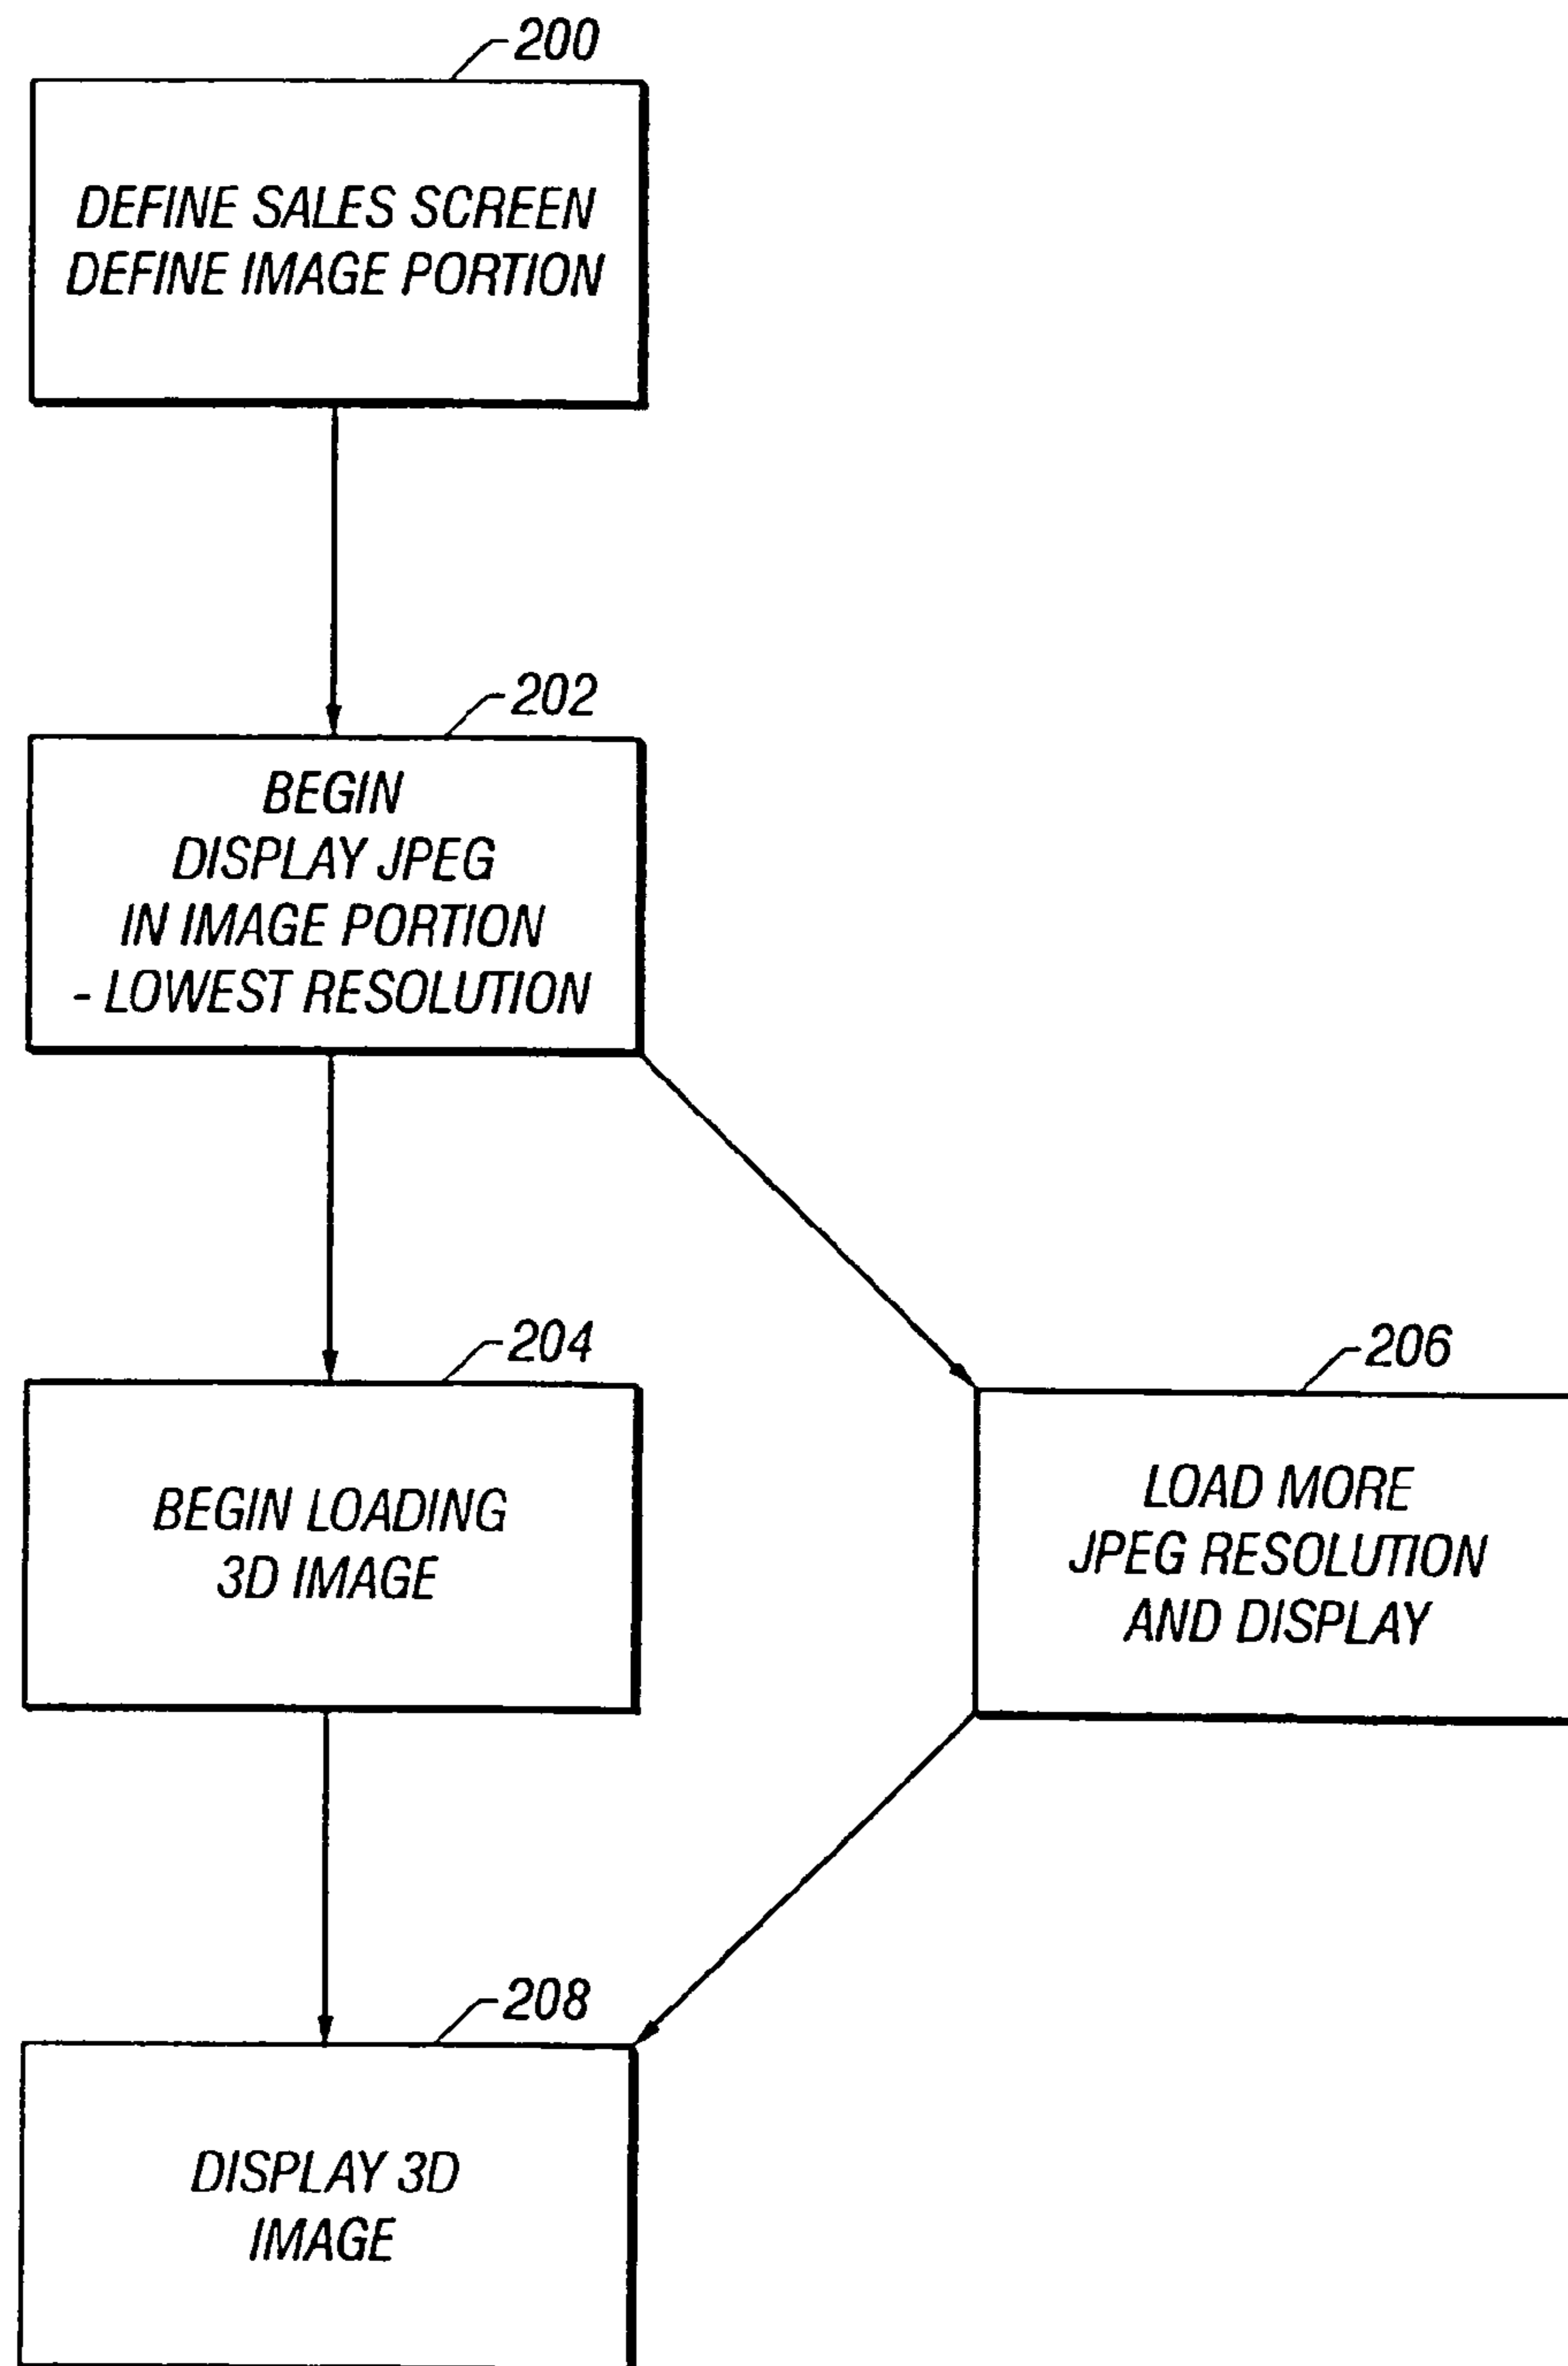 200
DEFINE SALES SCREEN
DEFINE IMAGE PORTION
202
BEGIN
DISPLAY JPEG
IN IMAGE PORTION
- LOWEST RESOLUTION
204
BEGIN LOADING
3D IMAGE
206
LOAD MORE
JPEG RESOLUTION
AND DISPLAY
208
DISPLAY 3D
IMAGE